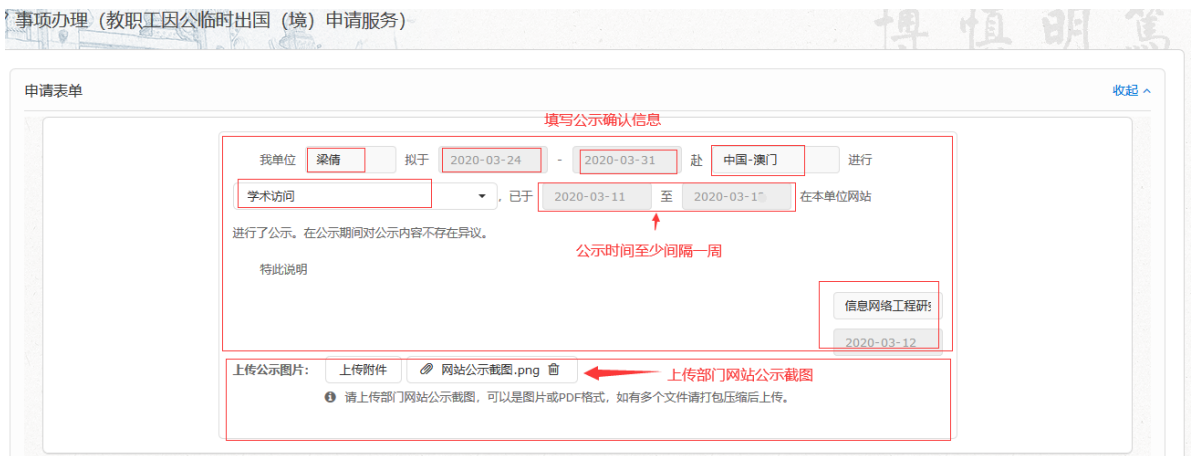 事项办理（教职工因公临时出国（境）申请服务）
博 慎 明 笃
申请表单 收起
填写公示确认信息
我单位 梁倩 拟于 2020-03-24 - 2020-03-31 赴 中国-澳门 进行
学术访问 ，已于 2020-03-11 至 2020-03- 在本单位网站
进行了公示。在公示期间对公示内容不存在异议。
公示时间至少间隔一周
特此说明
信息网络工程研
2020-03-12
上传公示图片： 上传附件 网站公示截图.png
上传部门网站公示截图
请上传部门网站公示截图，可以是图片或PDF格式，如有多个文件请打包压缩后上传。